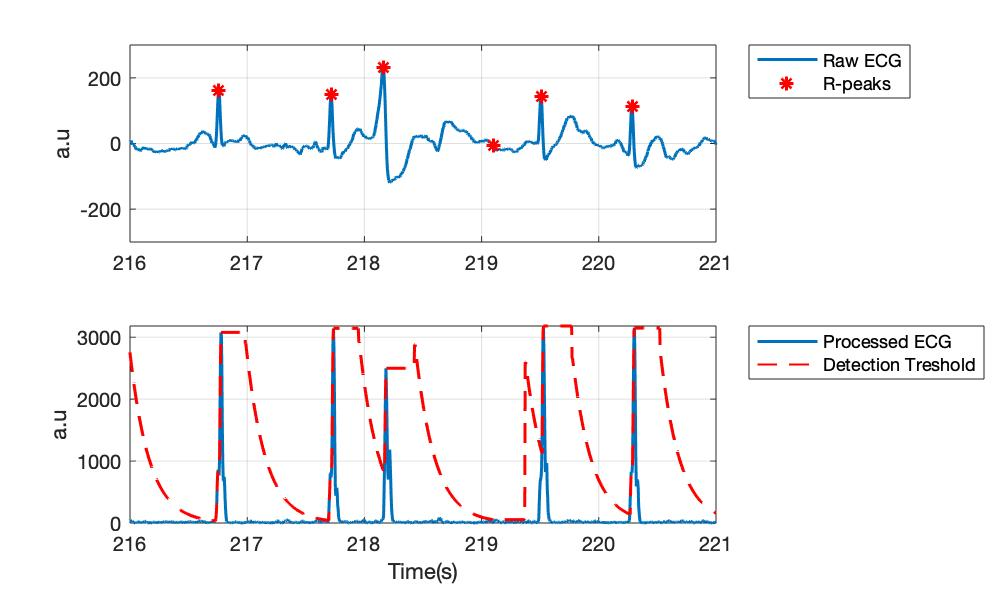 200
0
-200
a.u
216 217 218 219 220 221
Raw ECG
R-peaks
3000
2000
1000
0
a.u
216 217 218 219 220 221
Time(s)
Processed ECG
Detection Treshold